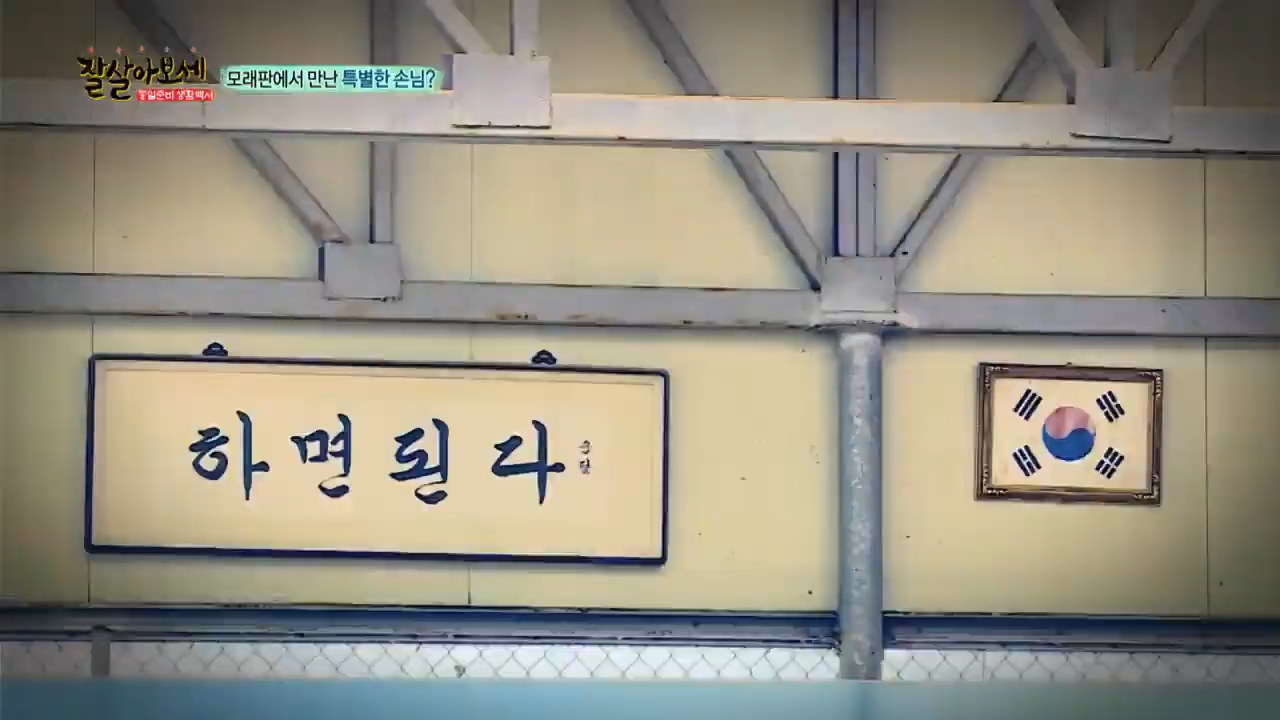 잘살아보세
통일준비 생활백서
모래판에서 만난 특별한 손님?
하면된다